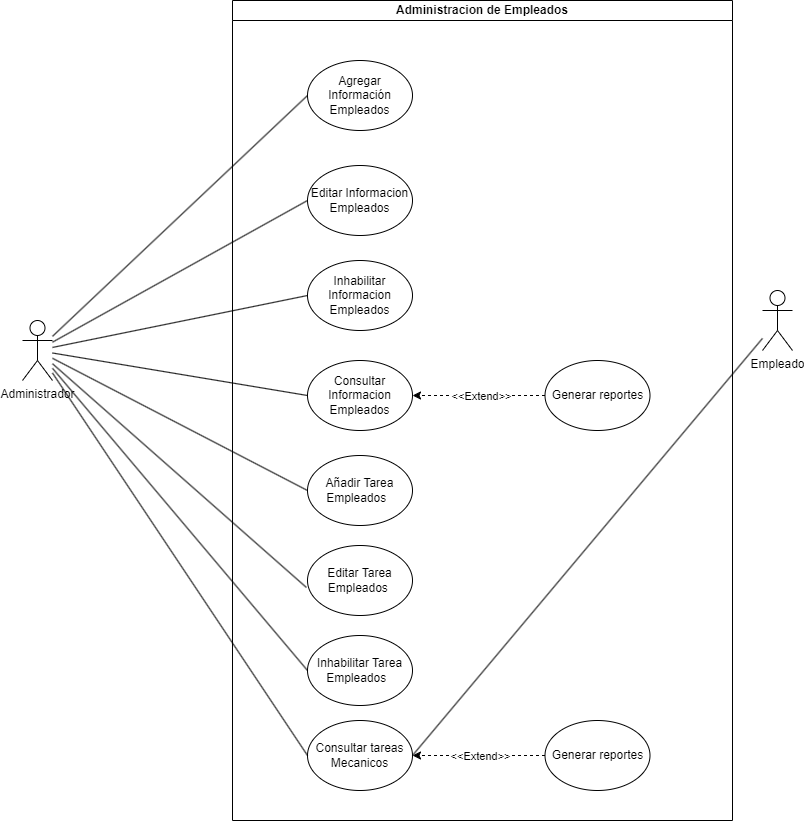 Administracion de Empleados
Agregar
Información
Empleados
Editar Informacion
Empleados
Inhabilitar
Informacion
Empleados
Administrador
Empleado
Consultar
Informacion
Empleados
<<Extend>>
Generar reportes
Añadir Tarea
Empleados
Editar Tarea
Empleados
Inhabilitar Tarea
Empleados
Consultar tareas
Mecanicos
<<Extend>>
Generar reportes